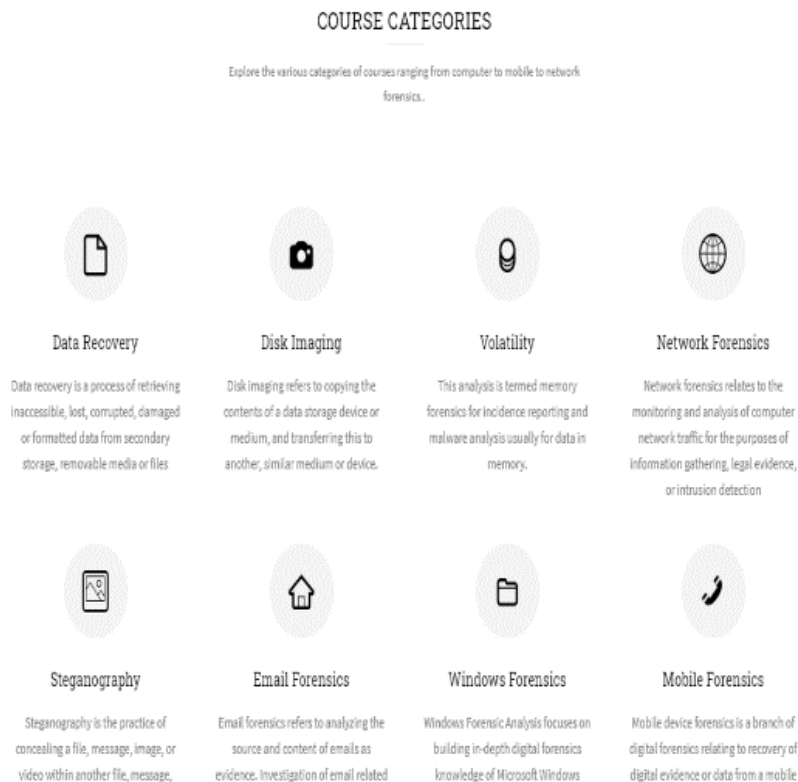 COURSE CATEGORIES
Explore the various categories of courses ranging from computer to mobile to network
forensics..
Data Recovery
Data recovery is a process of retrieving
inaccessible, lost, corrupted, damaged
or formatted data from secondary
storage, removable media or files
Disk Imaging
Disk imaging refers to copying the
contents of a data storage device or
medium, and transferring this to
another, similar medium or device.
Volatility
This analysis is termed memory
forensics for incidence reporting and
malware analysis usually for data in
memory.
Network Forensics
Network forensics relates to the
monitoring and analysis of computer
network traffic for the purposes of
information gathering, legal evidence,
or intrusion detection
Steganography
Steganography is the practice of
concealing a file, message, image, or
video within another file, message,
Email Forensics
Email forensics refers to analyzing the
source and content of emails as
evidence. Investigation of email related
Windows Forensics
Windows Forensic Analysis focuses on
building in-depth digital forensics
knowledge of Microsoft Windows
Mobile Forensics
Mobile device forensics is a branch of
digital forensics relating to recovery of
digital evidence or data from a mobile